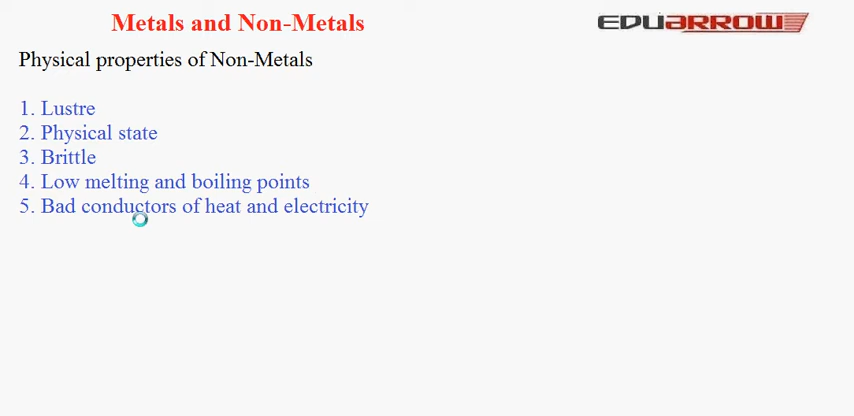 Metals and Non-Metals
EDUARROW
Physical properties of Non-Metals
1. Lustre
2. Physical state
3. Brittle
4. Low melting and boiling points
5. Bad conductors of heat and electricity